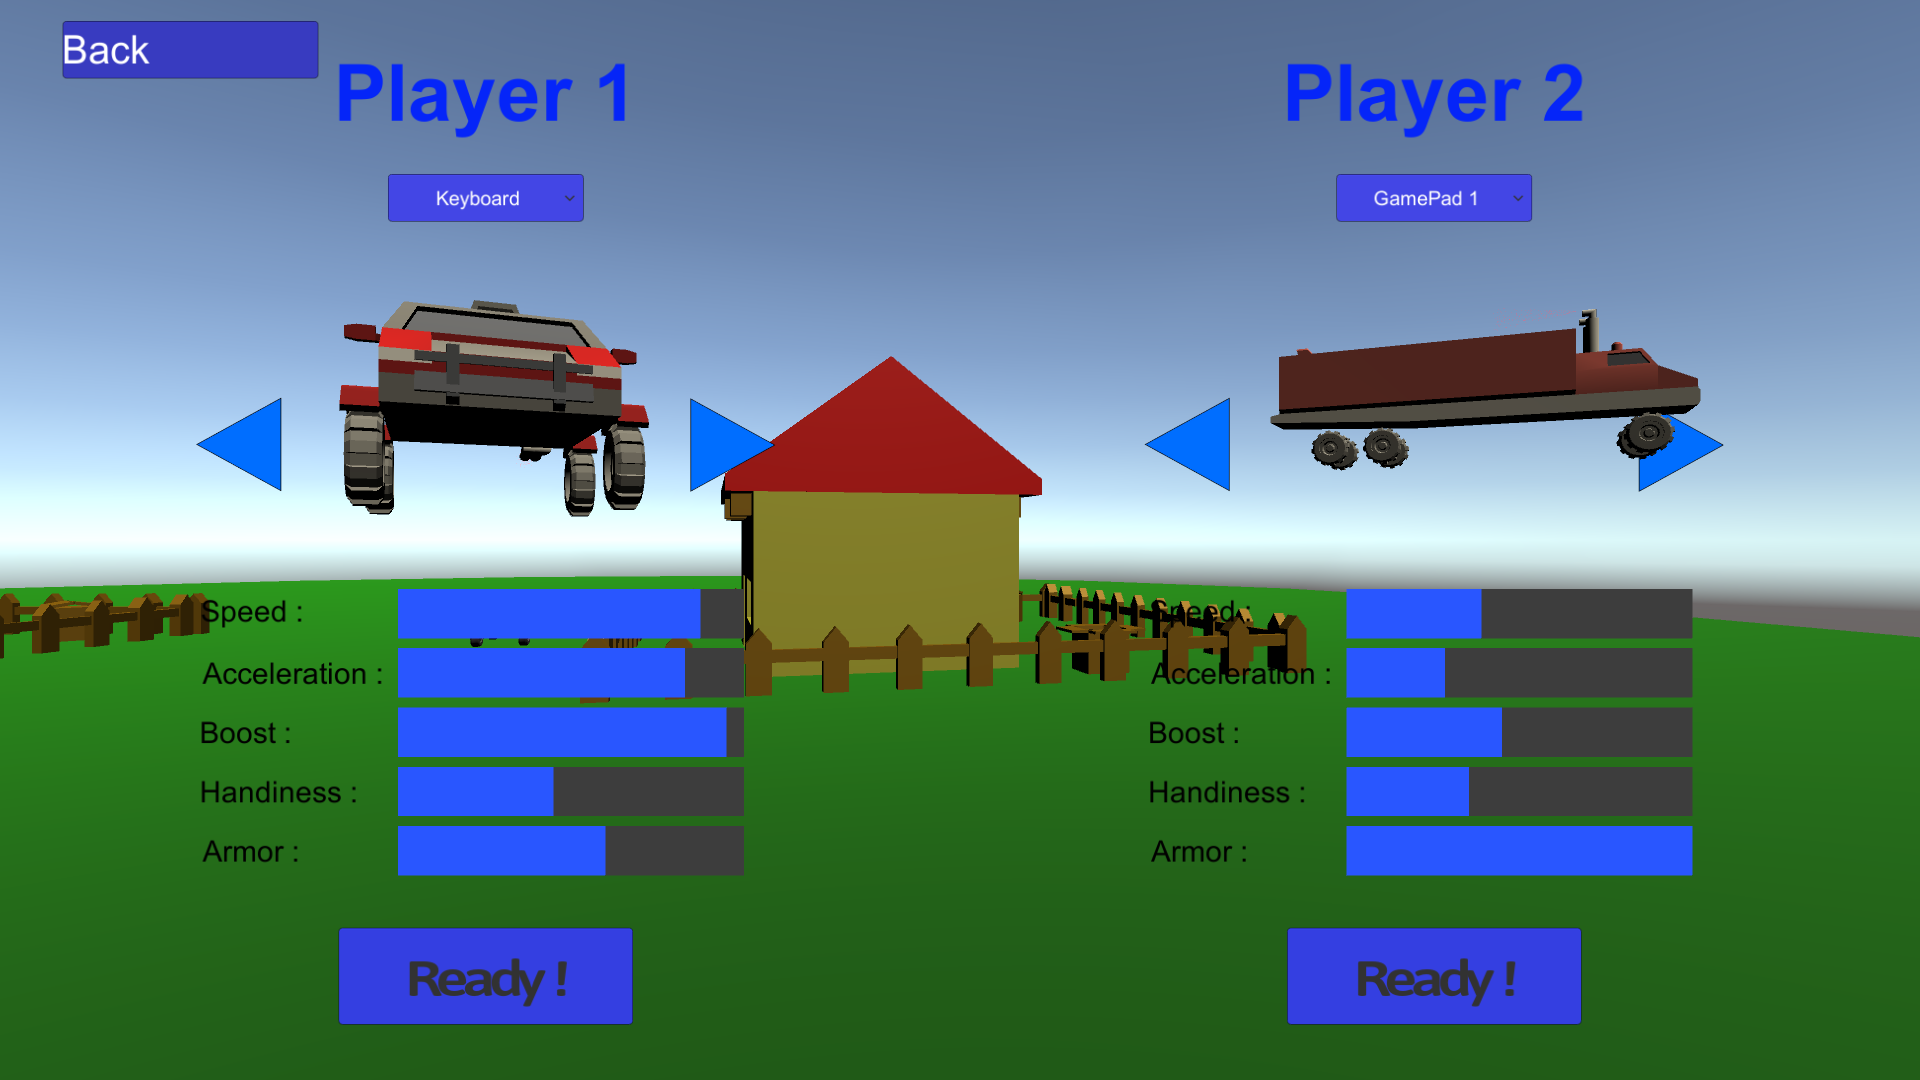 Back
Player 1
Keyboard
Speed :
Acceleration :
Boost :
Handiness :
Armor :
Ready !
Player 2
GamePad 1
Speed :
Acceleration :
Boost :
Handiness :
Armor :
Ready !